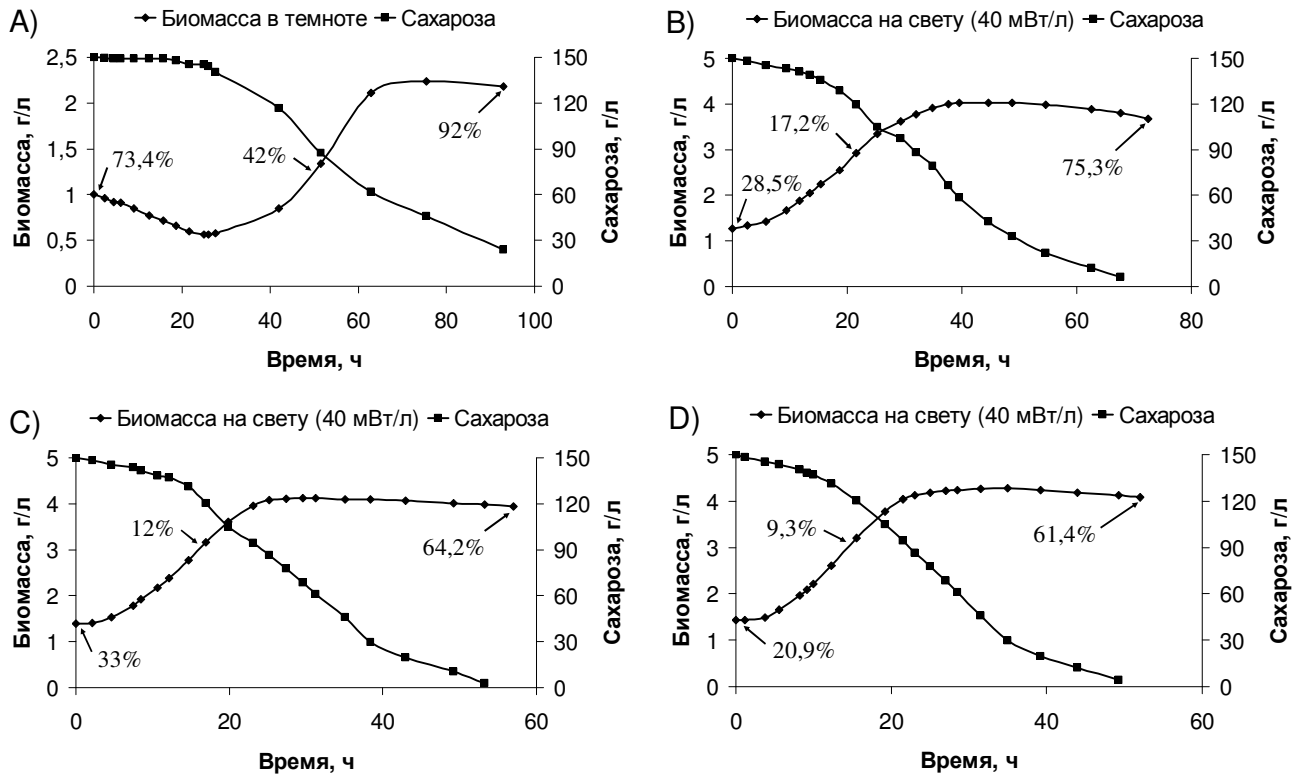 A)
Биомасса в темноте Сахароза
Биомасса, г/л
2,5
2
1,5
1
0,5
0
73,4%
42%
92%
150
120
90
60
30
0
Сахароза, г/л
0 20 40 60 80 100
Время, ч
B)
Биомасса на свету (40 мВт/л) Сахароза
Биомасса, г/л
5
4
3
2
1
0
17,2%
28,5%
75,3%
150
120
90
60
30
0
Сахароза, г/л
0 20 40 60 80
Время, ч
C)
Биомасса на свету (40 мВт/л) Сахароза
Биомасса, г/л
5
4
3
2
1
0
12%
33%
64,2%
150
120
90
60
30
0
Сахароза, г/л
0 20 40 60
Время, ч
D)
Биомасса на свету (40 мВт/л) Сахароза
Биомасса, г/л
5
4
3
2
1
0
9,3%
20,9%
61,4%
150
120
90
60
30
0
Сахароза, г/л
0 20 40 60
Время, ч